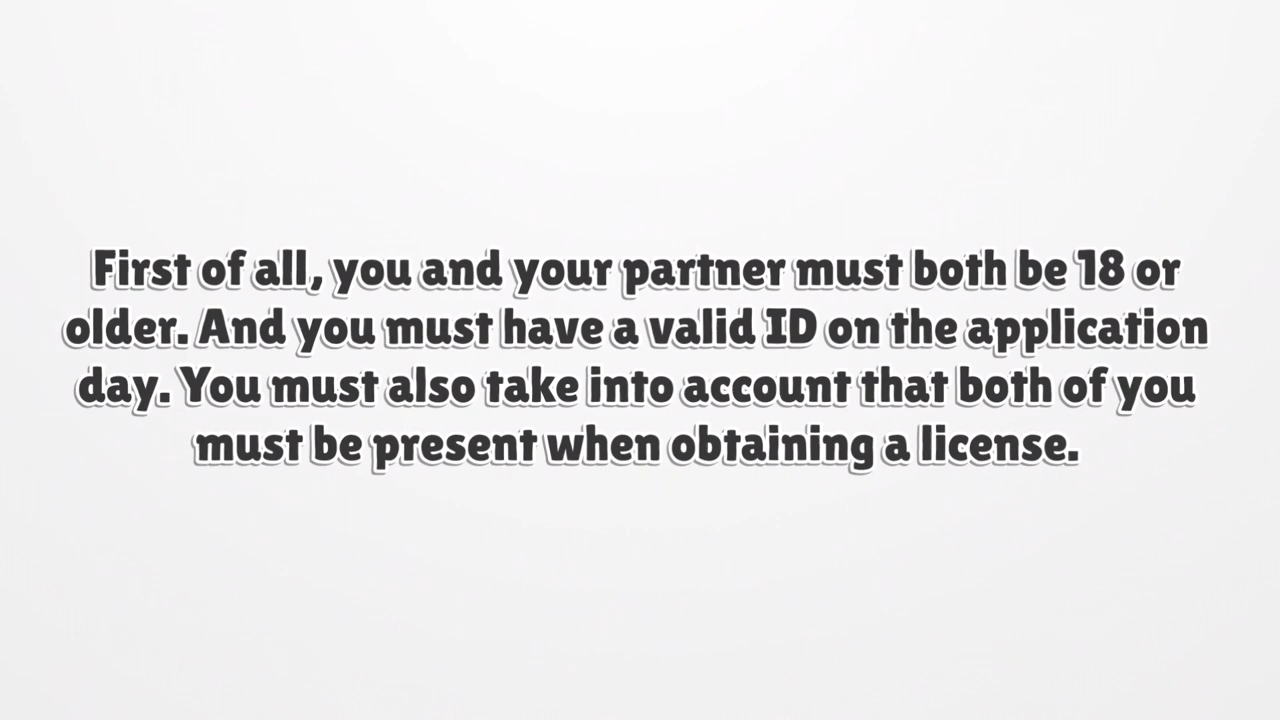 First of all, you and your partner must both be 18 or
older. And you must have a valid ID on the application
day. You must also take into account that both of you
must be present when obtaining a license.